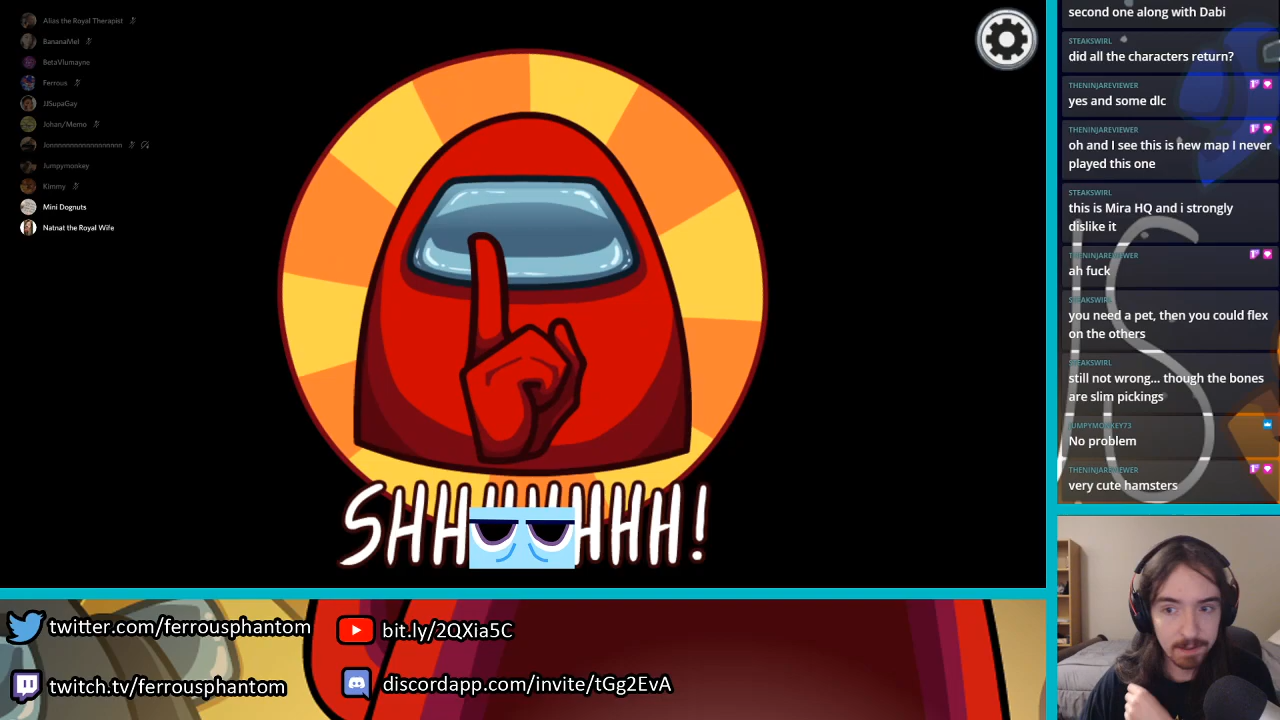 Alias the Royal Therapist
BananaMel
BetaVlumayne
Ferrous
JJSupaGay
Johan/Memo
Jonnnnnnnnnnnnnnnnnn
Jumpymonkey
Kimmy
Mini Dognuts
Natnat the Royal Wife
SHHHHHHH!
second one along with Dabi
STEAKSWIRL
did all the characters return?
THENINJAREVIEWER
yes and some dlc
THENINJAREVIEWER
oh and I see this is new map I never
played this one
STEAKSWIRL
this is Mira HQ and i strongly
dislike it
THENINJAREVIEWER
ah fuck
STEAKSWIRL
you need a pet, then you could flex
on the others
STEAKSWIRL
still not wrong... though the bones
are slim pickings
JUMPYMONKEY73
No problem
THENINJAREVIEWER
very cute hamsters
twitter.com/ferrousphantom
bit.ly/2QXia5C
twitch.tv/ferrousphantom
discordapp.com/invite/tGg2EvA